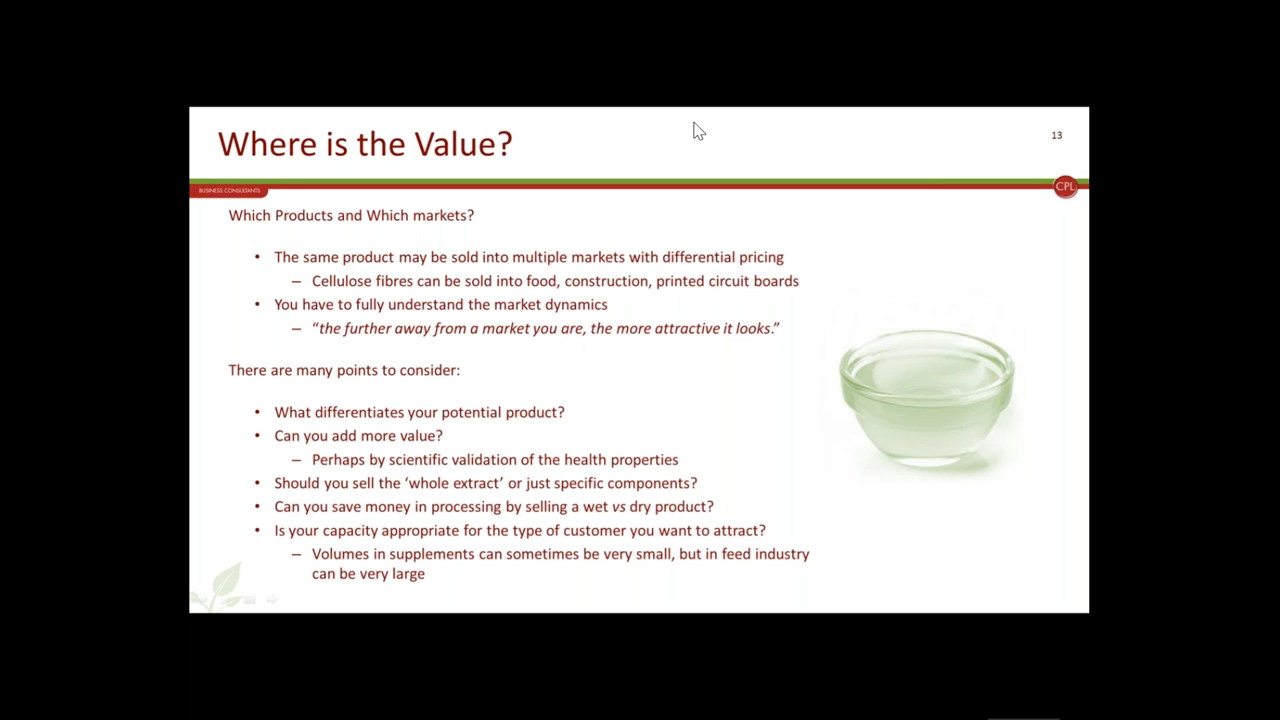 Where is the Value?
13
BUSINESS CONSULTANTS
CPL
Which Products and Which markets?
• The same product may be sold into multiple markets with differential pricing
– Cellulose fibres can be sold into food, construction, printed circuit boards
• You have to fully understand the market dynamics
– “the further away from a market you are, the more attractive it looks.”
There are many points to consider:
• What differentiates your potential product?
• Can you add more value?
– Perhaps by scientific validation of the health properties
• Should you sell the ‘whole extract’ or just specific components?
• Can you save money in processing by selling a wet vs dry product?
• Is your capacity appropriate for the type of customer you want to attract?
– Volumes in supplements can sometimes be very small, but in feed industry
can be very large